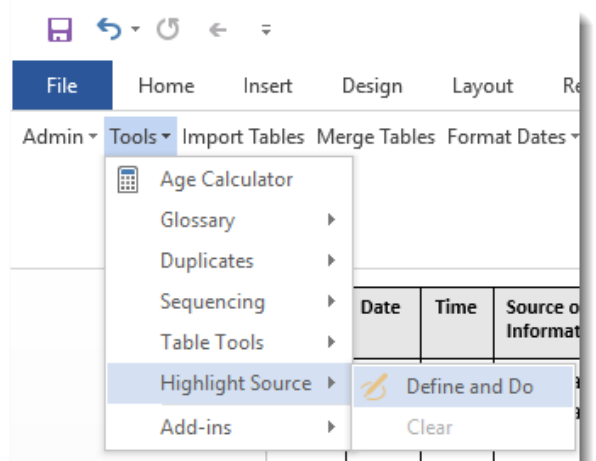 File Home Insert Design Layout
Admin Tools Import Tables Merge Tables Format Dates
Age Calculator
Glossary
Duplicates
Sequencing
Table Tools
Highlight Source
Add-ins
Define and Do
Clear
Date Time Source